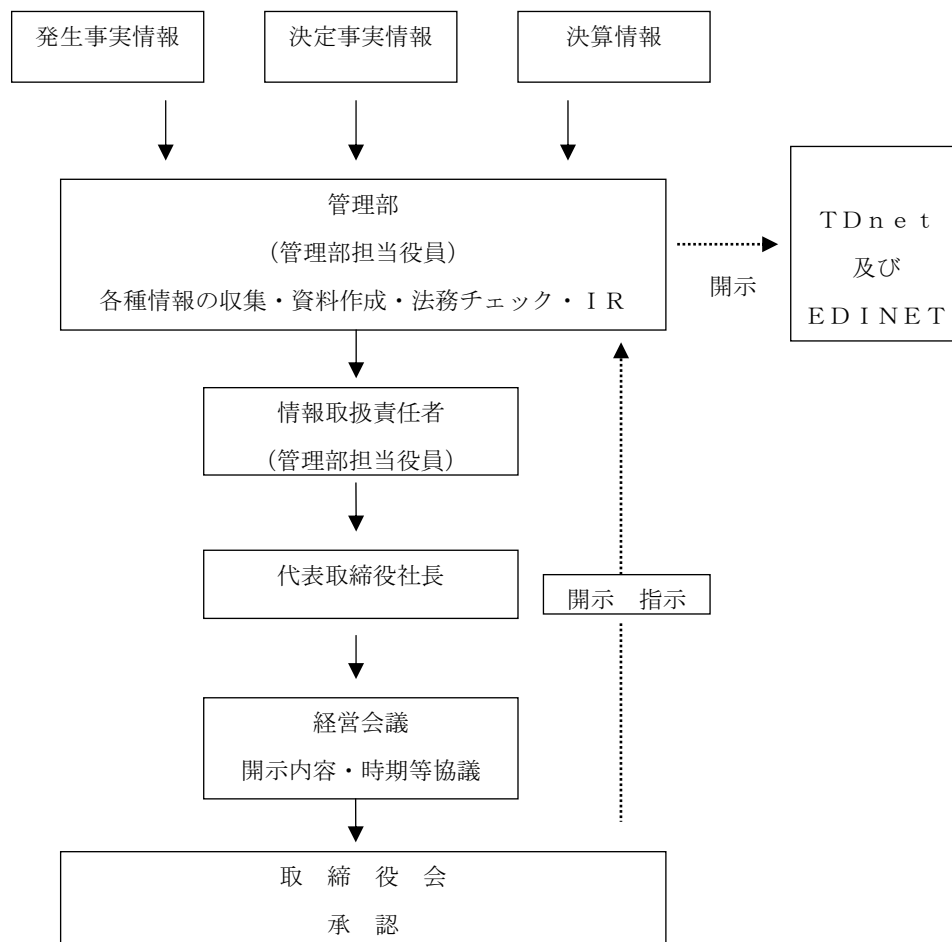 発生事実情報
決定事実情報
決算情報
管理部
（管理部担当役員）
各種情報の収集・資料作成・法務チェック・ＩＲ
開示
ＴＤｎｅｔ
及び
ＥＤＩＮＥＴ
情報取扱責任者
（管理部担当役員）
代表取締役社長
開示　指示
経営会議
開示内容・時期等協議
取　締　役　会
承　認